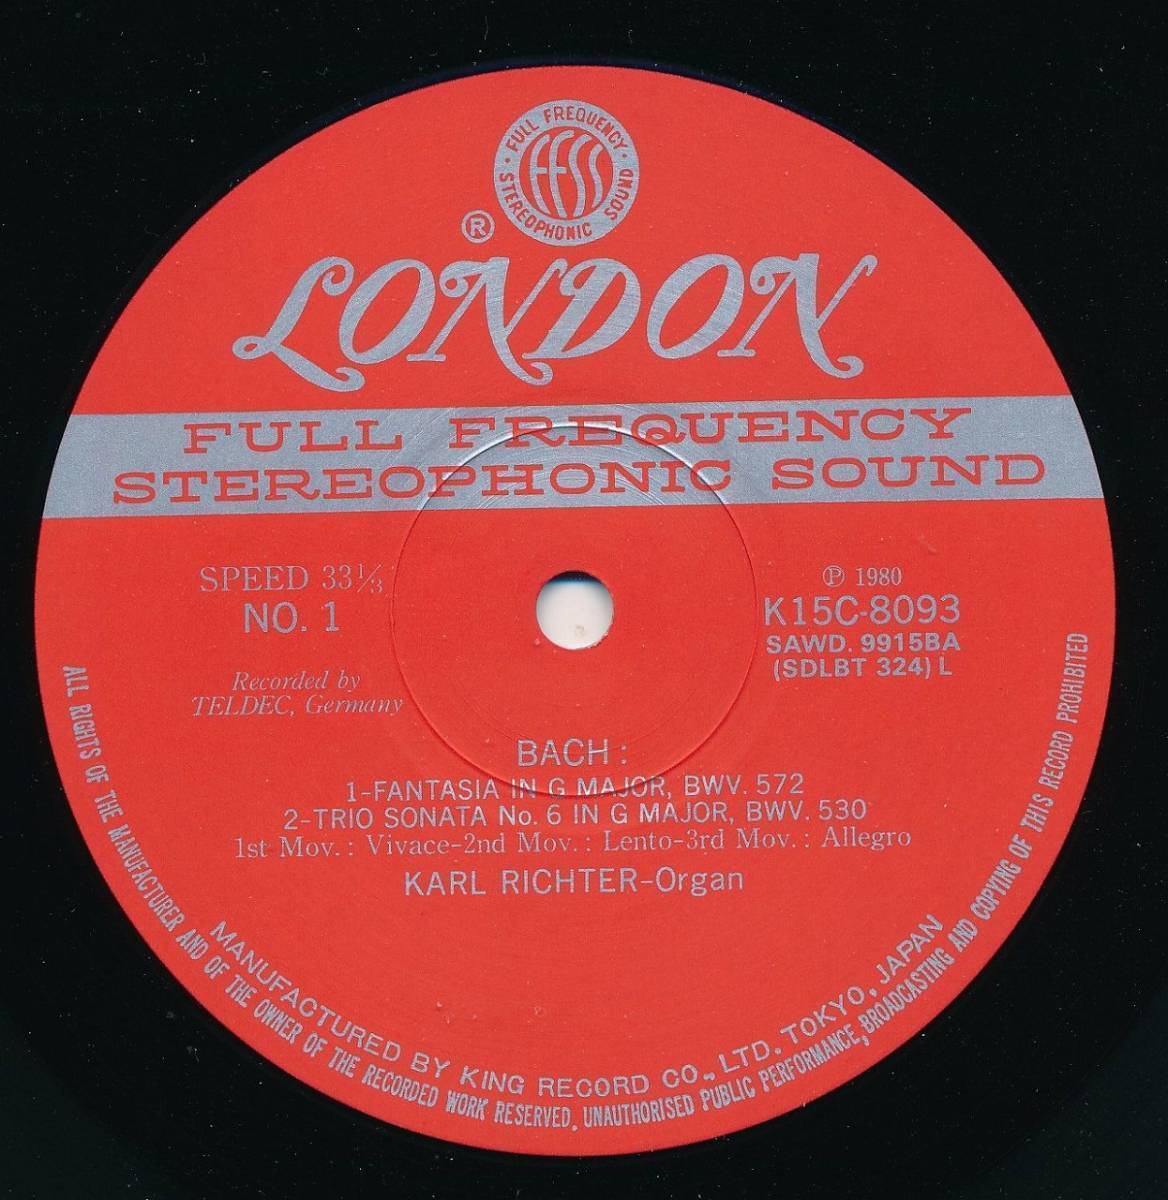 FULL FREQUENCY
STEREOPHONIC SOUND
FFSS
®
LONDON
FULL FREQUENCY
STEREOPHONIC SOUND
SPEED 33⅓
NO. 1
Recorded by
TELDEC, Germany
℗ 1980
K15C-8093
SAWD. 9915BA
(SDLBT 324) L
BACH :
1-FANTASIA IN G MAJOR, BWV. 572
2-TRIO SONATA No. 6 IN G MAJOR, BWV. 530
1st Mov. : Vivace-2nd Mov. : Lento-3rd Mov. : Allegro
KARL RICHTER-Organ
MANUFACTURED BY KING RECORD CO., LTD. TOKYO, JAPAN
ALL RIGHTS OF THE MANUFACTURER AND OF THE OWNER OF THE RECORDED WORK RESERVED, UNAUTHORISED PUBLIC PERFORMANCE, BROADCASTING AND COPYING OF THIS RECORD PROHIBITED